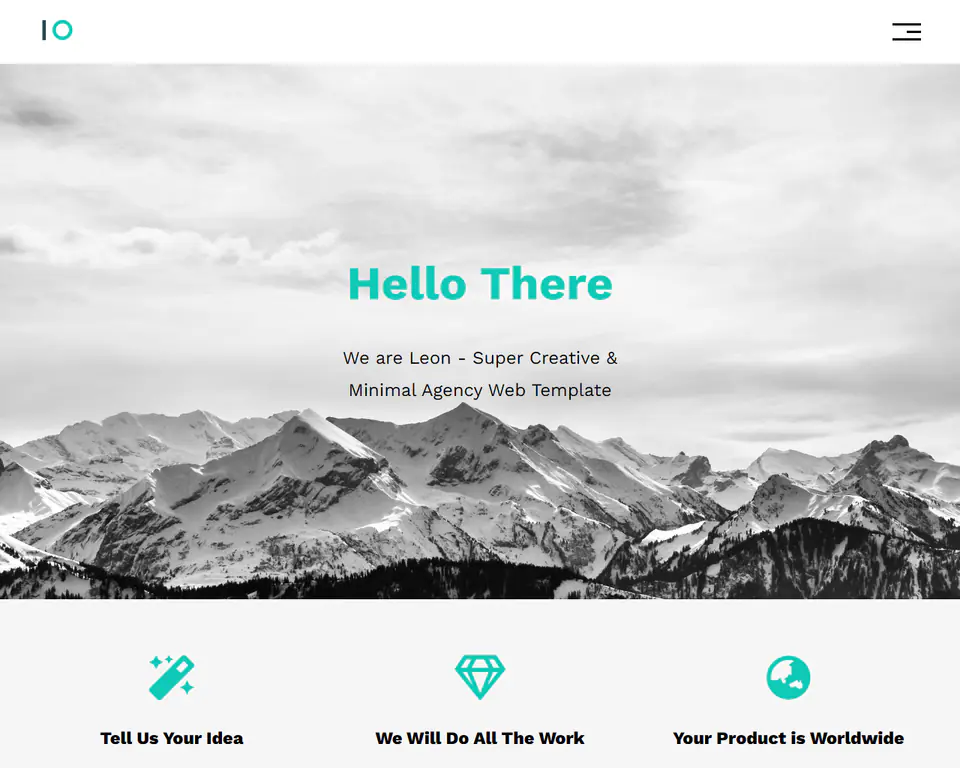 IO
Hello There
We are Leon - Super Creative &
Minimal Agency Web Template
Tell Us Your Idea
We Will Do All The Work
Your Product is Worldwide